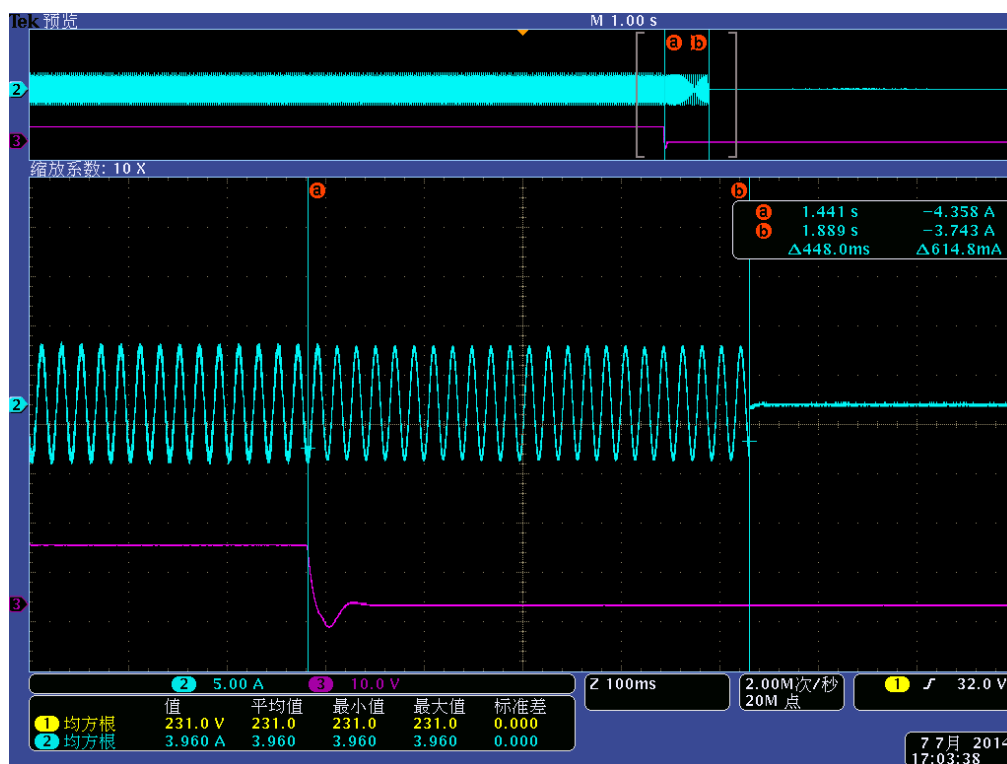 Tek 预览 M 1.00 s
a b
2
3
缩放系数: 10 X
a b
a 1.441 s −4.358 A
b 1.889 s −3.743 A
Δ448.0ms Δ614.8mA
2
3
2 5.00 A 3 10.0 V Z 100ms 2.00M次/秒 1 32.0 V
20M 点
值 平均值 最小值 最大值 标准差
1 均方根 231.0 V 231.0 231.0 231.0 0.000
2 均方根 3.960 A 3.960 3.960 3.960 0.000
7 7月 2014
17:03:38